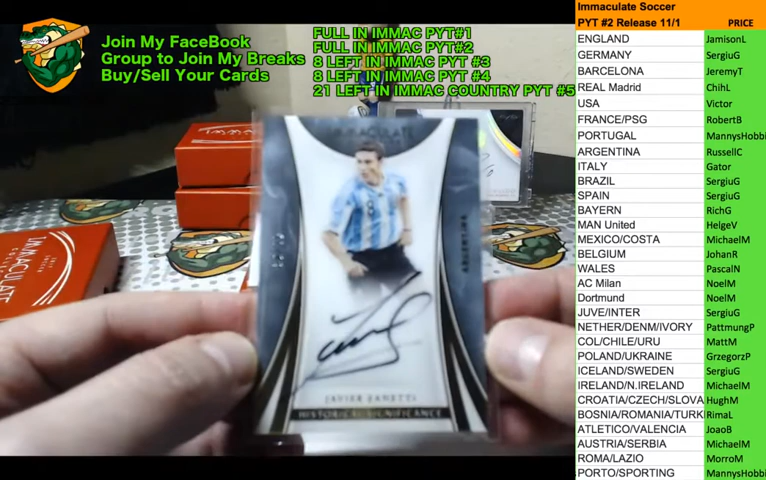 Join My FaceBook
Group to Join My Breaks
Buy/Sell Your Cards
FULL IN IMMAC PYT#1
FULL IN IMMAC PYT#2
8 LEFT IN IMMAC PYT #3
8 LEFT IN IMMAC PYT #4
21 LEFT IN IMMAC COUNTRY PYT #5
IMMACULATE
ARGENTINA
JAVIER ZANETTI
HISTORICAL SIGNIFICANCE
IMMACULATE
Immaculate Soccer
PYT #2 Release 11/1 PRICE
ENGLAND JamisonL
GERMANY SergiuG
BARCELONA JeremyT
REAL Madrid ChihL
USA Victor
FRANCE/PSG RobertB
PORTUGAL MannysHobbi
ARGENTINA RussellC
ITALY Gator
BRAZIL SergiuG
SPAIN SergiuG
BAYERN RichG
MAN United HelgeV
MEXICO/COSTA MichaelM
BELGIUM JohanR
WALES PascalN
AC Milan NoelM
Dortmund NoelM
JUVE/INTER SergiuG
NETHER/DENM/IVORY PattmungP
COL/CHILE/URU MattM
POLAND/UKRAINE GrzegorzP
ICELAND/SWEDEN SergiuG
IRELAND/N.IRELAND MichaelM
CROATIA/CZECH/SLOVA HughM
BOSNIA/ROMANIA/TURK RimaL
ATLETICO/VALENCIA JoaoB
AUSTRIA/SERBIA MichaelM
ROMA/LAZIO MorroM
PORTO/SPORTING MannysHobbi